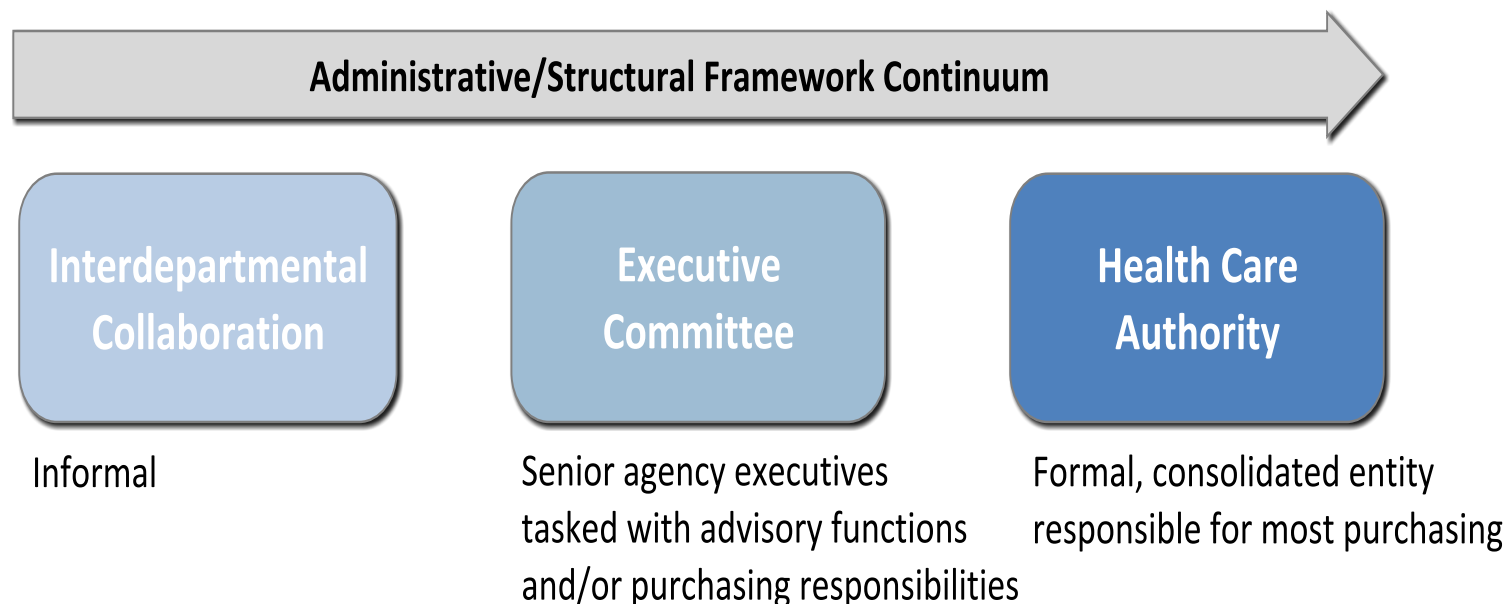 Administrative/Structural Framework Continuum
Interdepartmental
Collaboration
Executive
Committee
Health Care
Authority
Informal
Senior agency executives
tasked with advisory functions
and/or purchasing responsibilities
Formal, consolidated entity
responsible for most purchasing